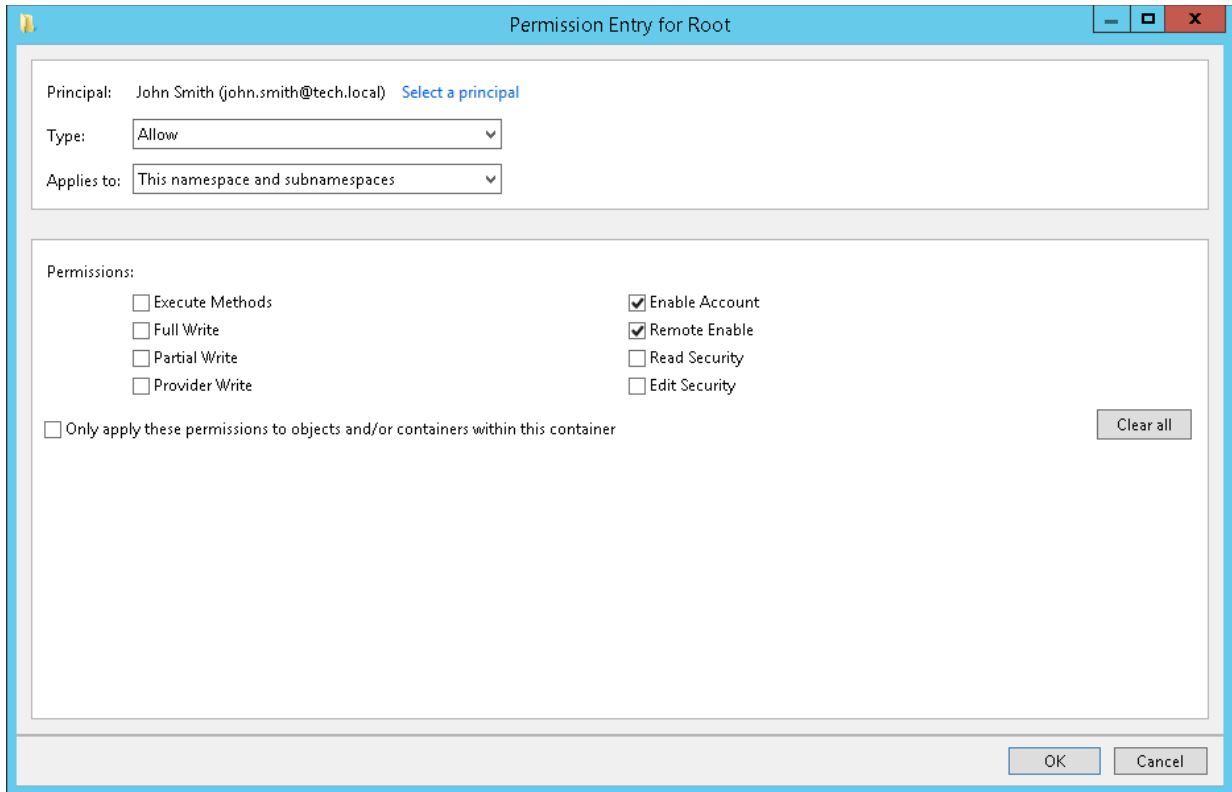 Permission Entry for Root
Principal: John Smith (john.smith@tech.local) Select a principal
Type: Allow
Applies to: This namespace and subnamespaces
Permissions:
Execute Methods Enable Account
Full Write Remote Enable
Partial Write Read Security
Provider Write Edit Security
Only apply these permissions to objects and/or containers within this container Clear all
OK Cancel